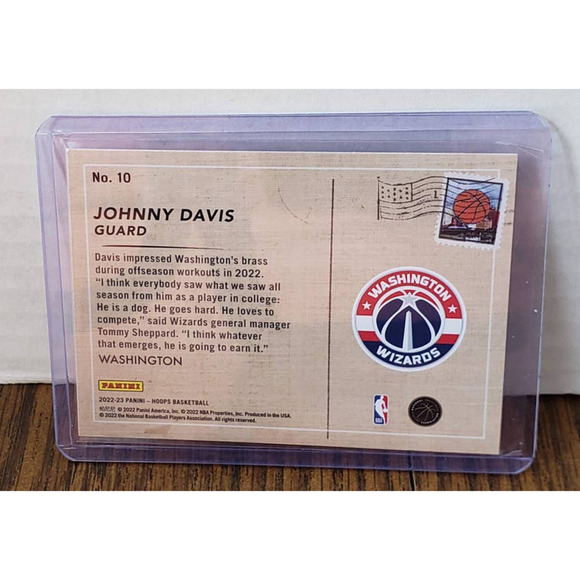 No. 10
JOHNNY DAVIS
GUARD
Davis impressed Washington's brass
during offseason workouts in 2022.
"I think everybody saw what we saw all
season from him as a player in college:
He is a dog. He goes hard. He loves to
compete," said Wizards general manager
Tommy Sheppard. "I think whatever
that emerges, he is going to earn it."
WASHINGTON
PANINI
2022-23 PANINI – HOOPS BASKETBALL
© 2022 Panini America, Inc. © 2022 NBA Properties, Inc. Produced in the USA.
© 2022 the National Basketball Players Association. All rights reserved.
WASHINGTON
WIZARDS